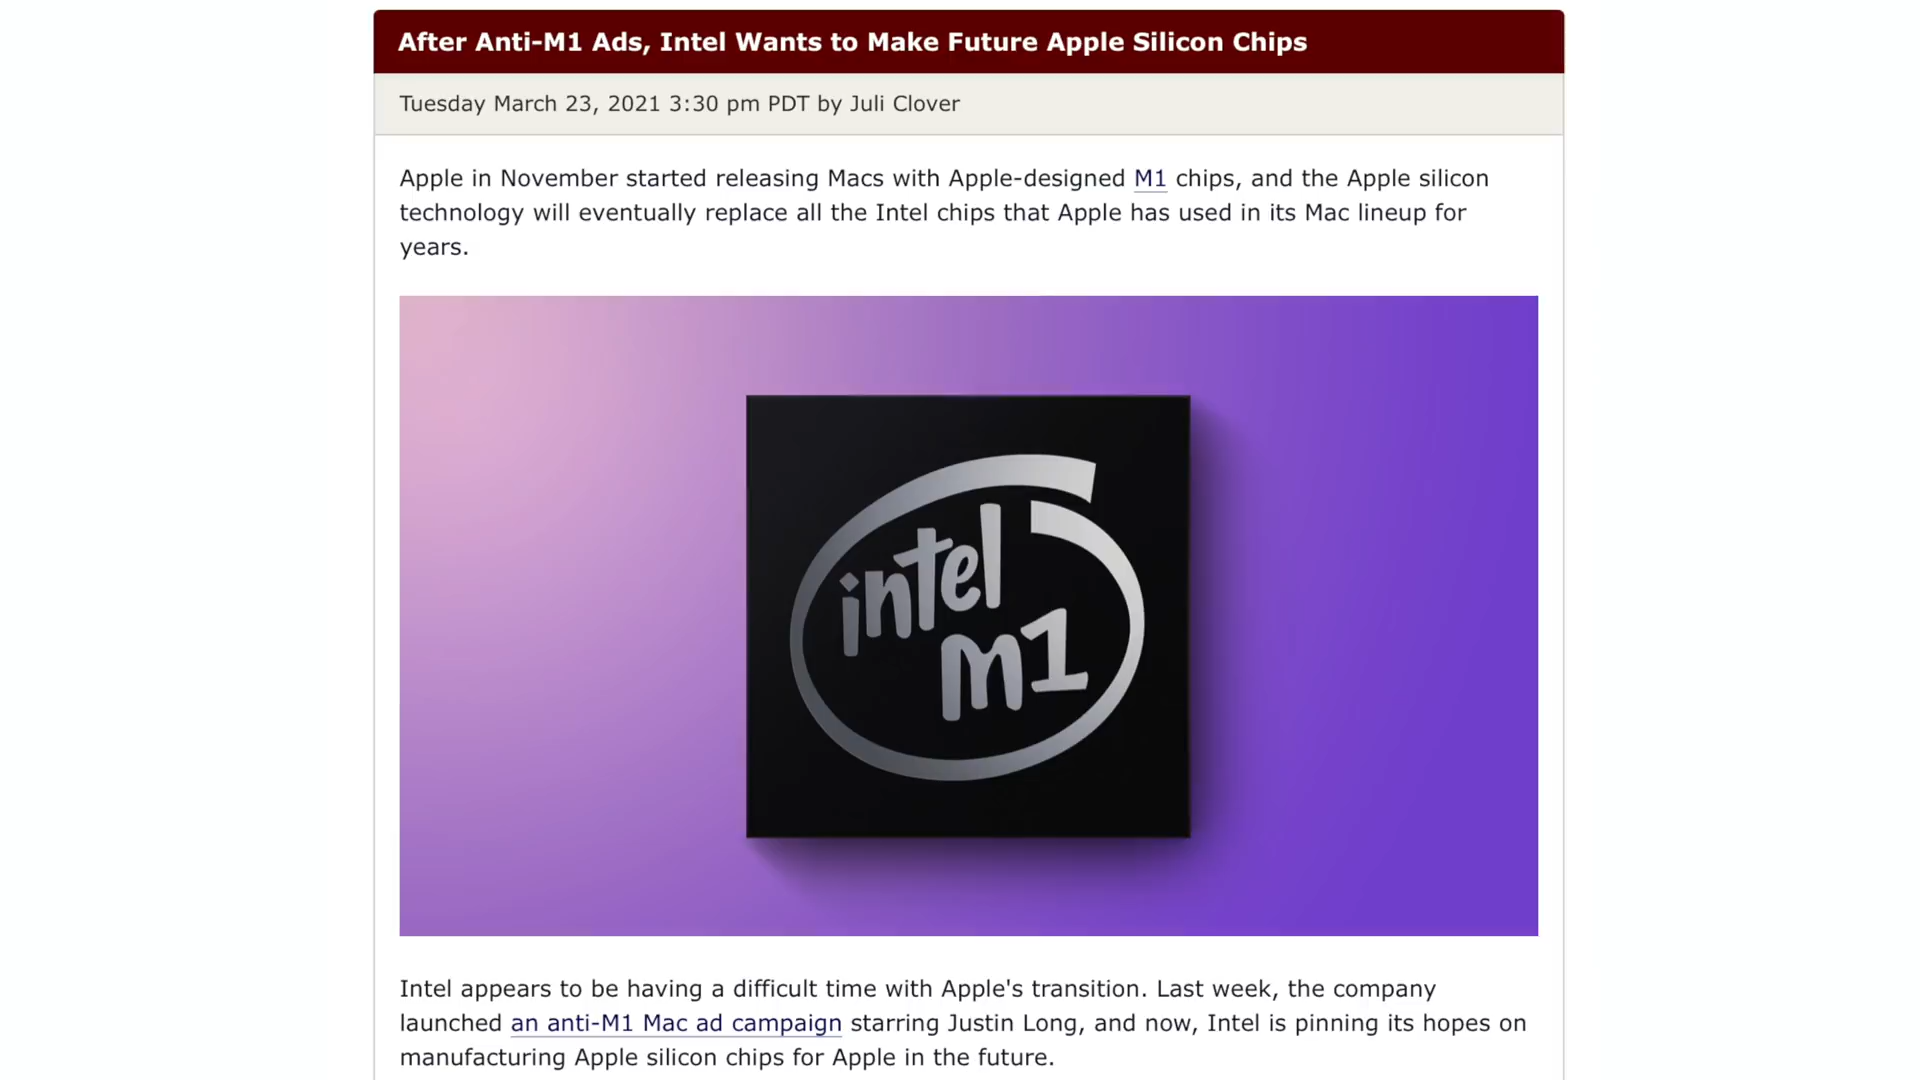 After Anti-M1 Ads, Intel Wants to Make Future Apple Silicon Chips
Tuesday March 23, 2021 3:30 pm PDT by Juli Clover
Apple in November started releasing Macs with Apple-designed M1 chips, and the Apple silicon
technology will eventually replace all the Intel chips that Apple has used in its Mac lineup for
years.
intel
m1
Intel appears to be having a difficult time with Apple's transition. Last week, the company
launched an anti-M1 Mac ad campaign starring Justin Long, and now, Intel is pinning its hopes on
manufacturing Apple silicon chips for Apple in the future.